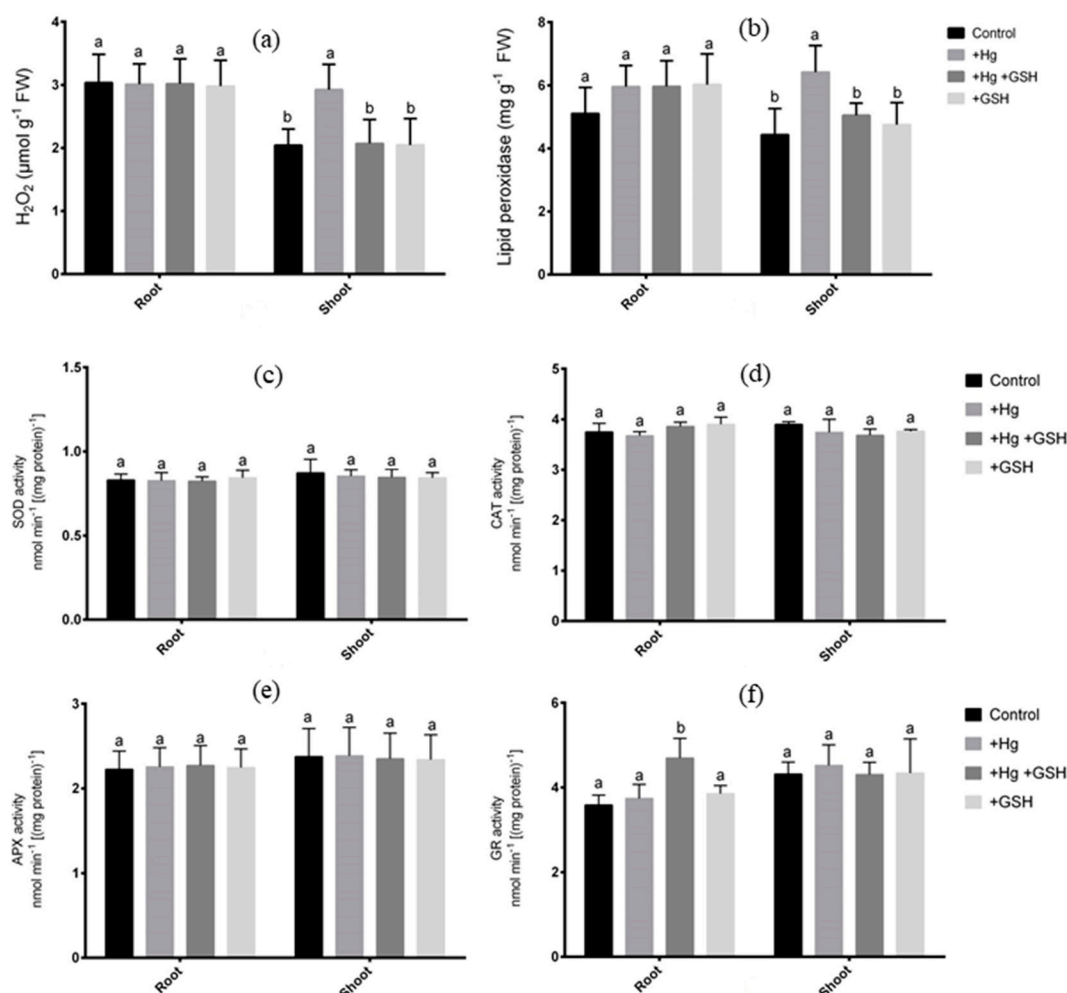 (a)
H₂O₂ (µmol g⁻¹ FW)
4
3
2
1
0
a a a a
b a b b
Root Shoot
(b)
Lipid peroxidase (mg g⁻¹ FW)
8
6
4
2
0
a a a a
b a b b
Root Shoot
Control
+Hg
+Hg +GSH
+GSH
(c)
SOD activity
nmol min⁻¹ [(mg protein)⁻¹]
1.5
1.0
0.5
0.0
a a a a
a a a a
Root Shoot
(d)
CAT activity
nmol min⁻¹ [(mg protein)⁻¹]
5
4
3
2
1
0
a a a a
a a a a
Root Shoot
Control
+Hg
+Hg +GSH
+GSH
(e)
APX activity
nmol min⁻¹ [(mg protein)⁻¹]
3
2
1
0
a a a a
a a a a
Root Shoot
(f)
GR activity
nmol min⁻¹ [(mg protein)⁻¹]
6
4
2
0
a a b a
a a a a
Root Shoot
Control
+Hg
+Hg +GSH
+GSH